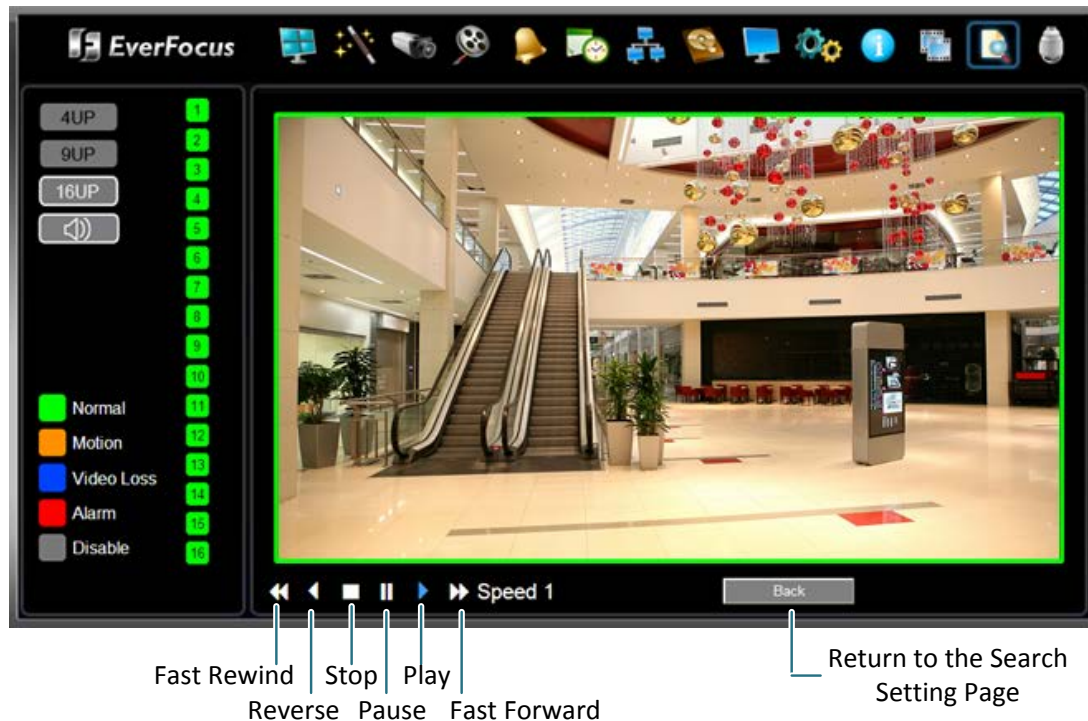 EverFocus
4UP
9UP
16UP
1
2
3
4
5
6
7
8
9
10
11
12
13
14
15
16
Normal
Motion
Video Loss
Alarm
Disable
Speed 1
Back
Fast Rewind
Stop
Play
Reverse
Pause
Fast Forward
Return to the Search
Setting Page